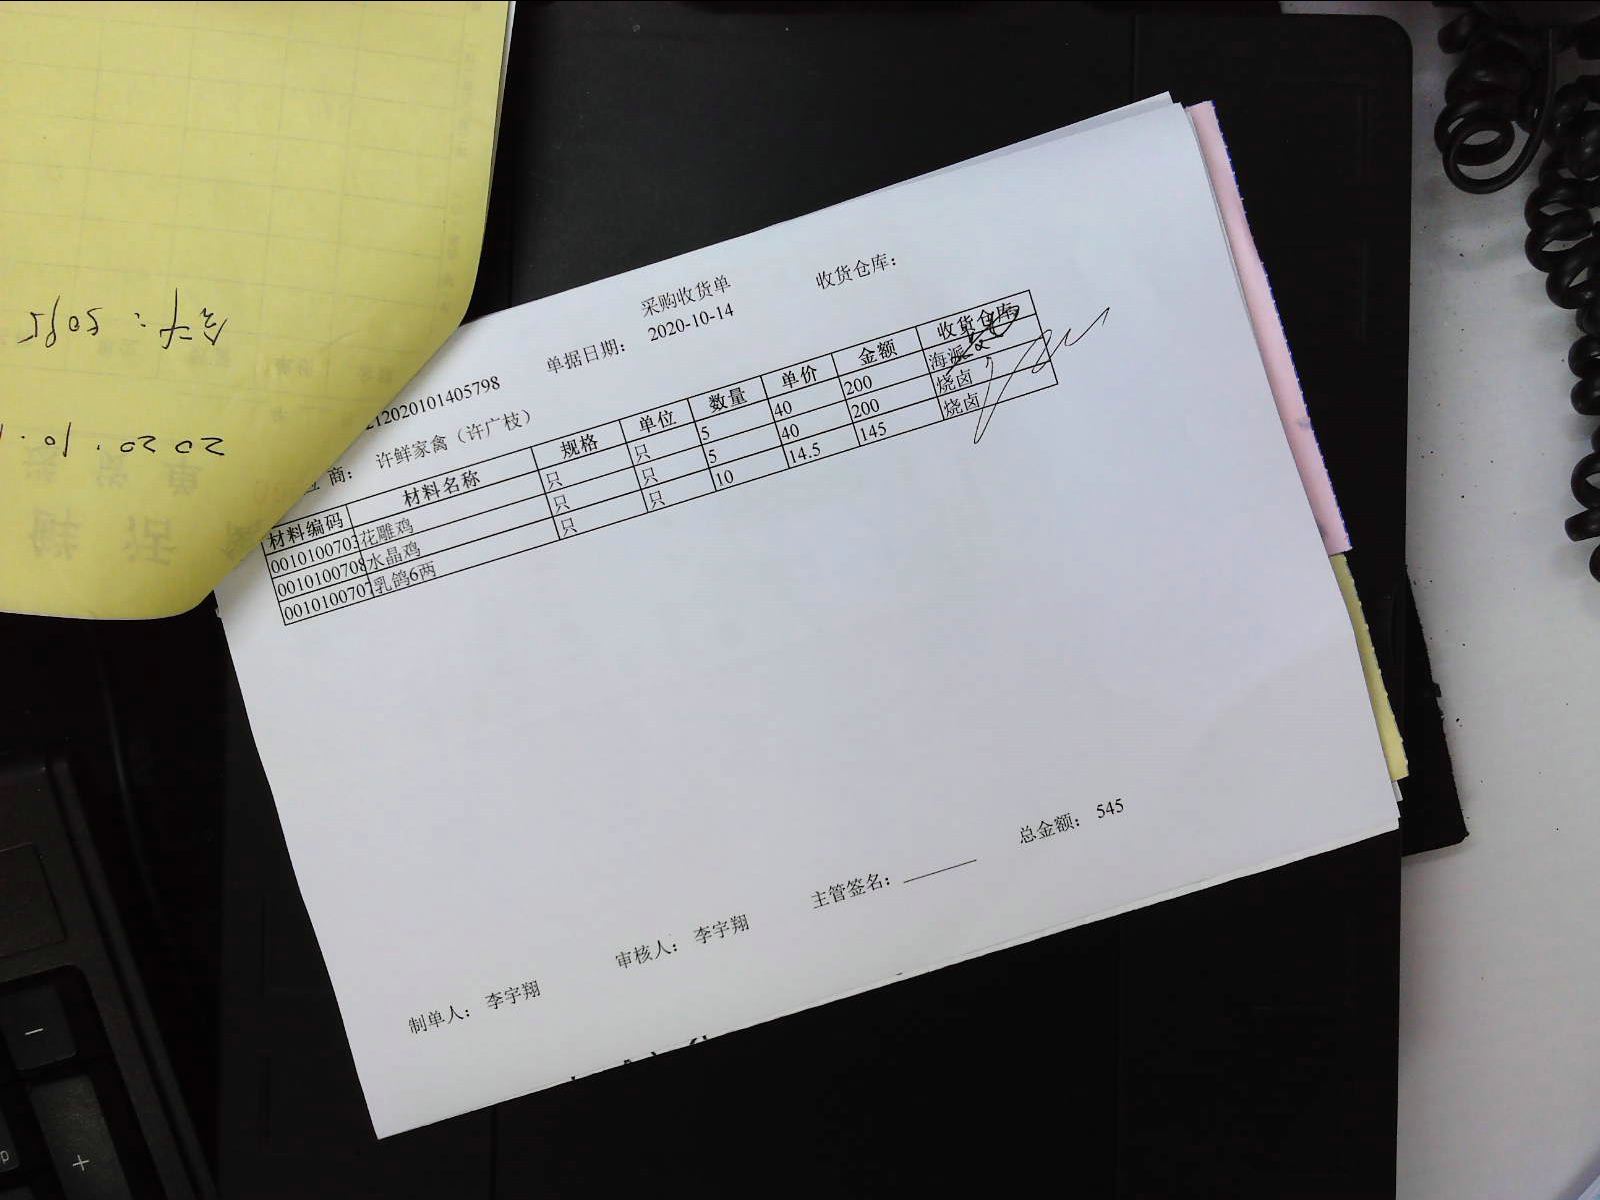 采购收货单
收货仓库：
单据日期： 2020-10-14
212020101405798
商： 许鲜家禽（许广枝）
材料编码 材料名称 规格 单位 数量 单价 金额 收货仓库
0010100703 花雕鸡 只 只 5 40 200 海派
0010100708 水晶鸡 只 只 5 40 200 烧卤
0010100707 乳鸽6两 只 只 10 14.5 145 烧卤
总金额： 545
主管签名：
审核人： 李宇翔
制单人： 李宇翔
2020.10.1